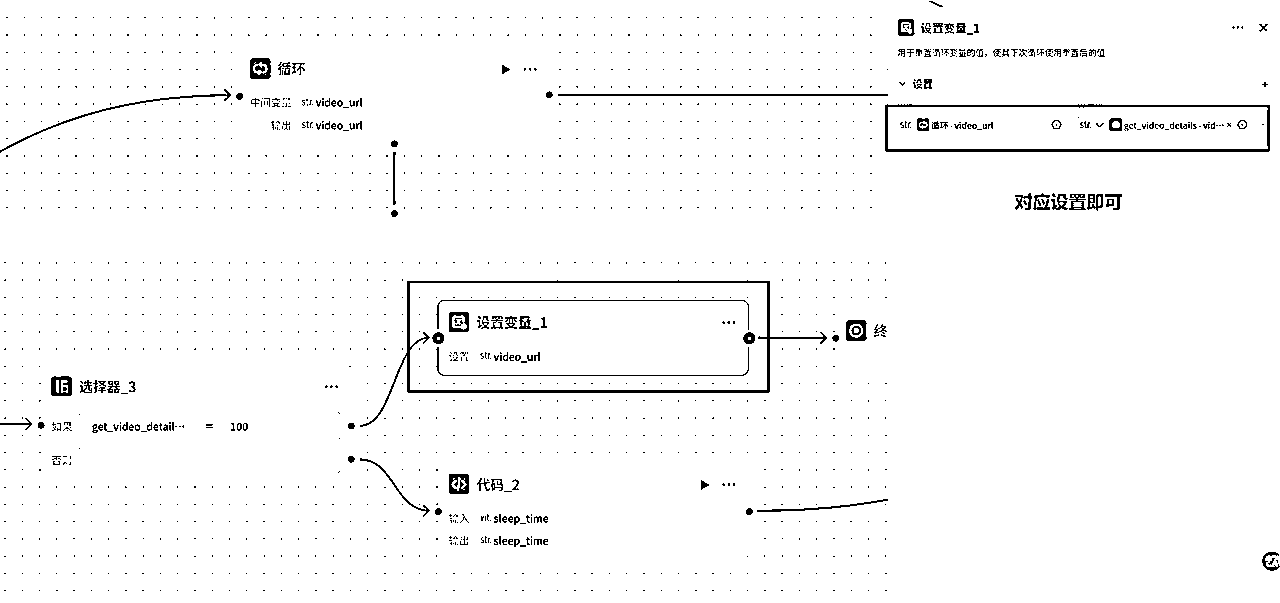 循环
中间变量 str. video_url
输出 str. video_url
设置变量_1
用于重置循环变量的值，使其下次循环使用重置后的值
设置
str. 循环 - video_url str. get_video_details - vid···
对应设置即可
设置变量_1
设置 str. video_url
终
选择器_3
如果 get_video_detail··· = 100
否则
代码_2
输入 int. sleep_time
输出 str. sleep_time